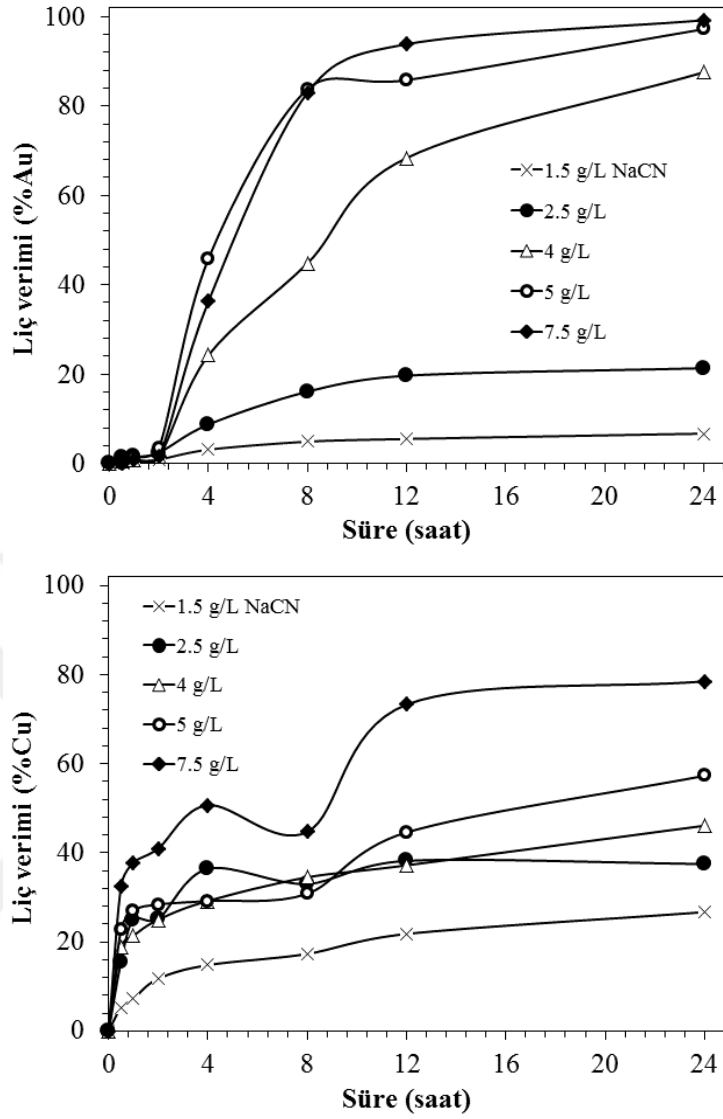 100
80
60
40
20
0
Liç verimi (%Au)
1.5 g/L NaCN
2.5 g/L
4 g/L
5 g/L
7.5 g/L
0 4 8 12 16 20 24
Süre (saat)
100
80
60
40
20
0
Liç verimi (%Cu)
1.5 g/L NaCN
2.5 g/L
4 g/L
5 g/L
7.5 g/L
0 4 8 12 16 20 24
Süre (saat)